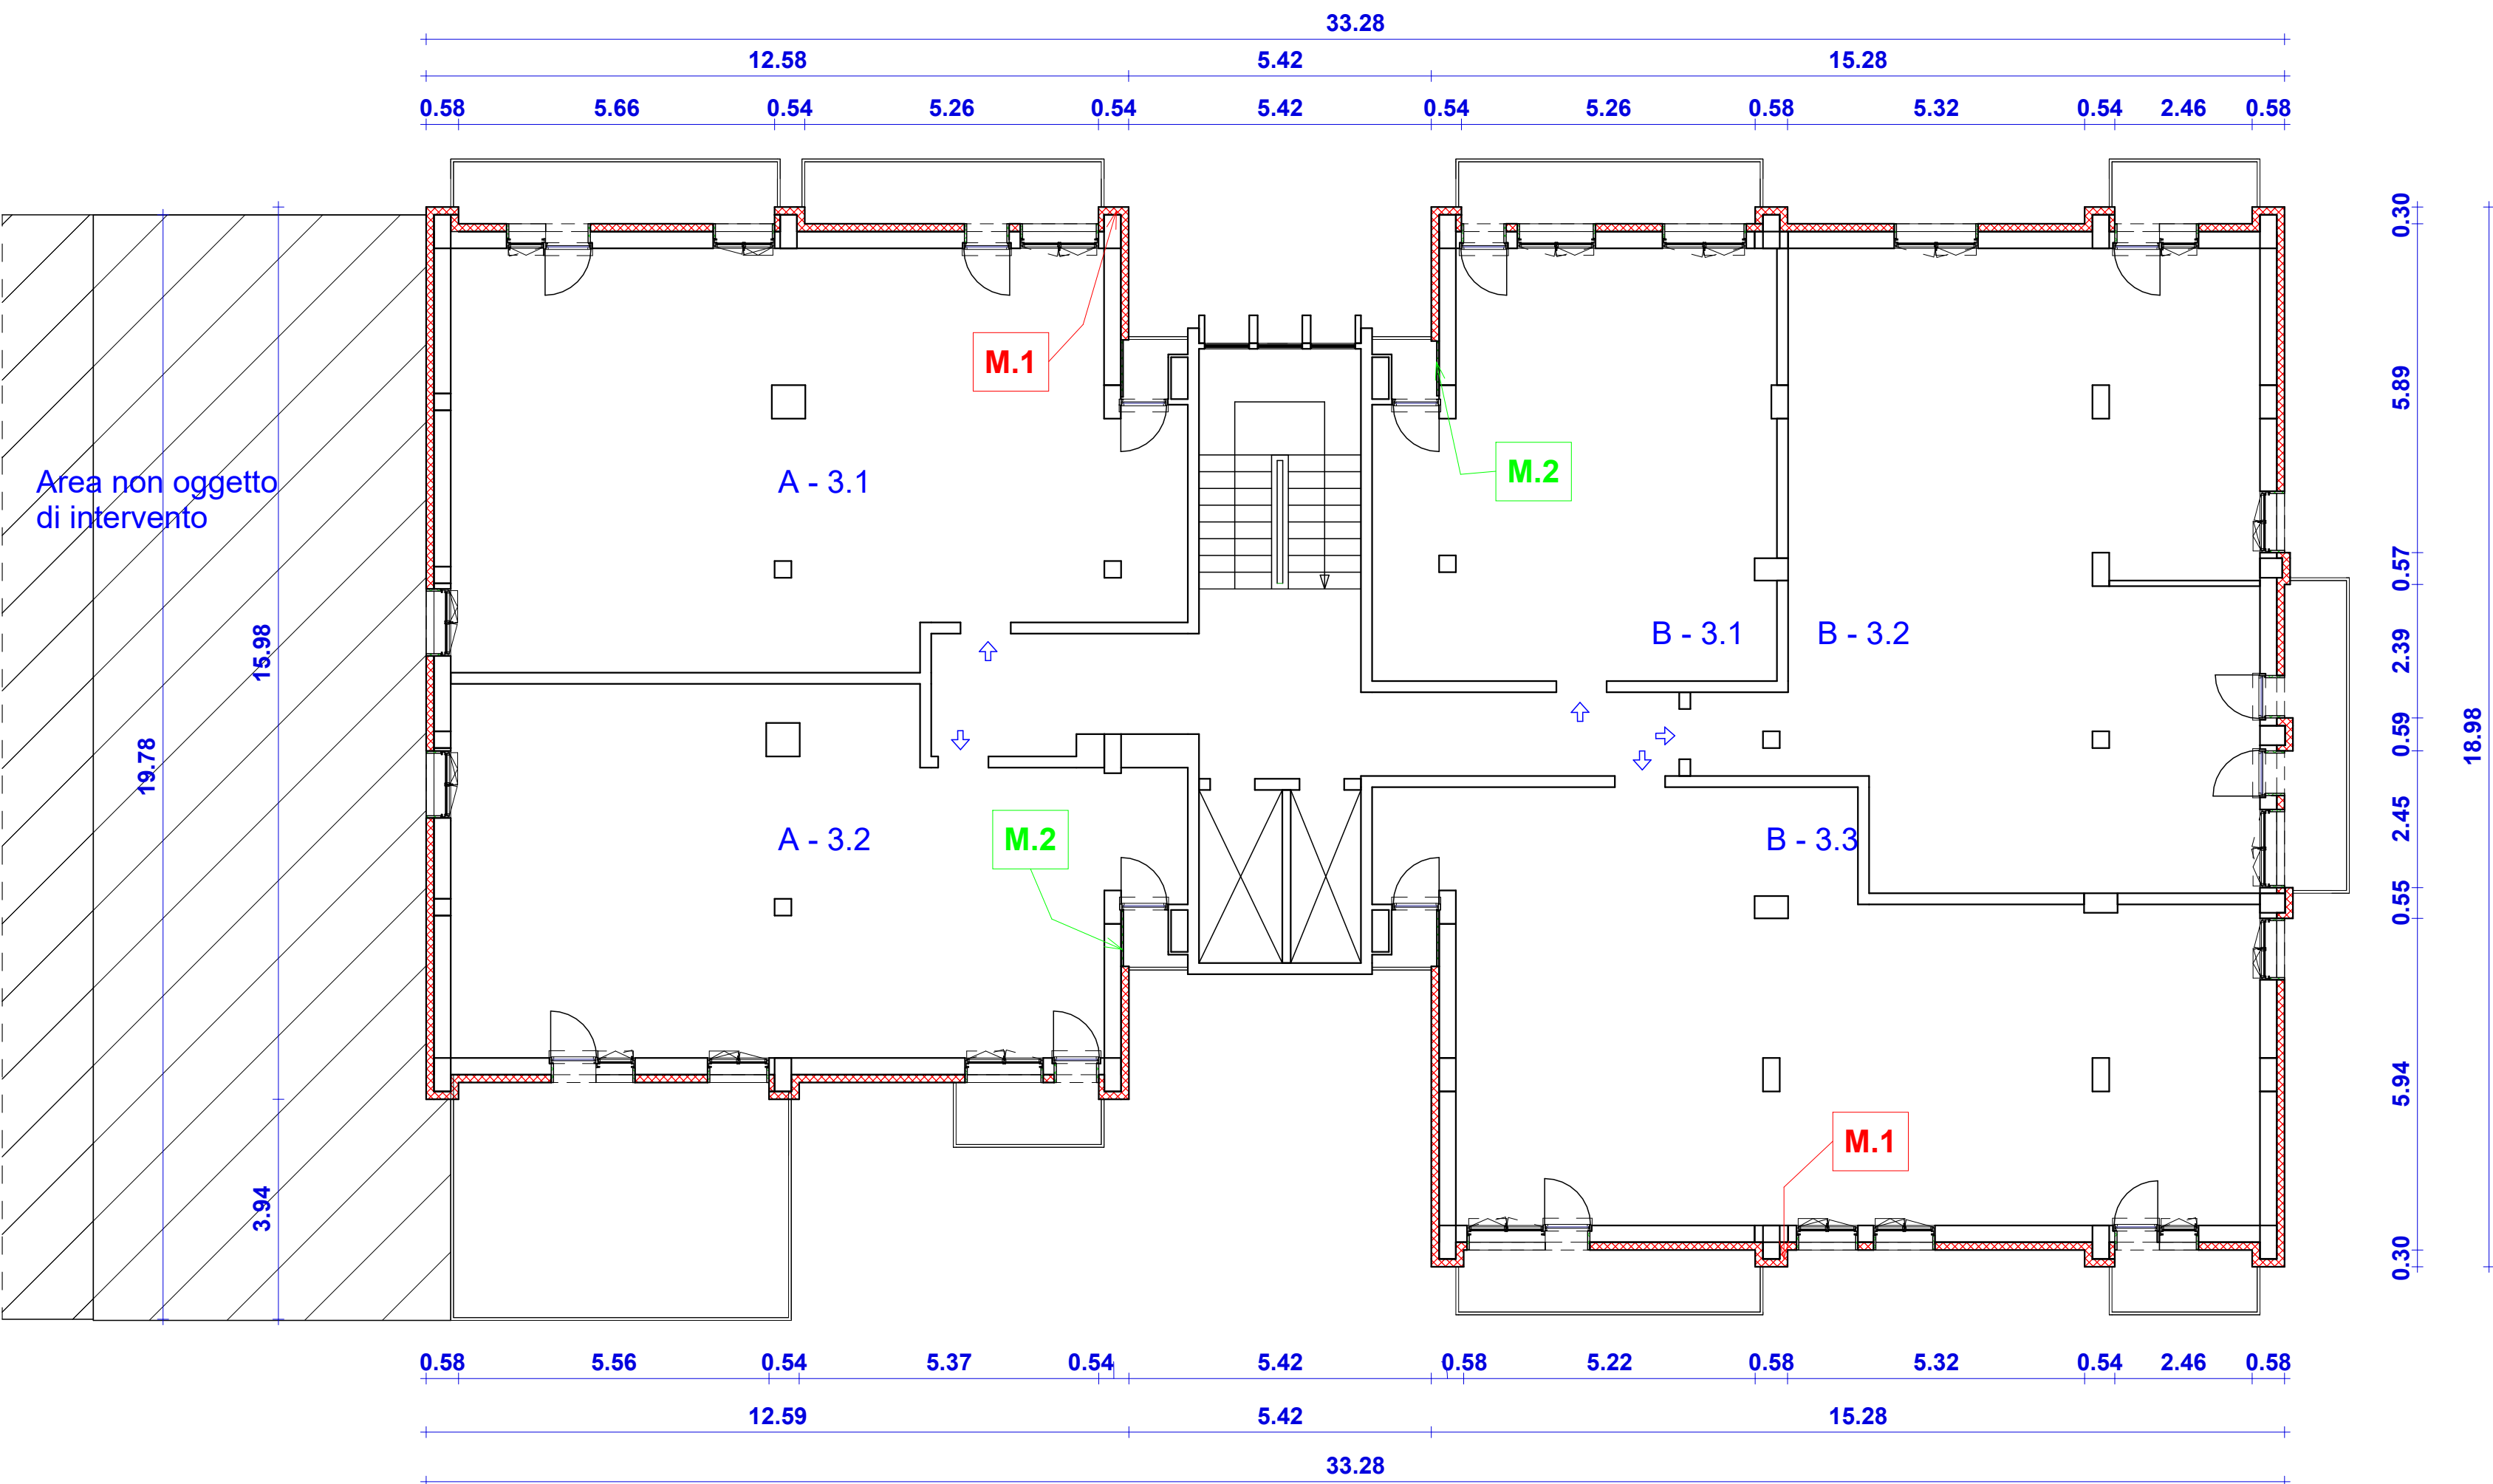 33.28
12.58 5.42 15.28
0.58 5.66 0.54 5.26 0.54 5.42 0.54 5.26 0.58 5.32 0.54 2.46 0.58
0.30
M.1
5.89
M.2
A - 3.1
Area non oggetto
di intervento
0.57
B - 3.1 B - 3.2
15.98
2.39
19.78
0.59
18.98
M.2
A - 3.2
B - 3.3
2.45
0.55
5.94
M.1
3.94
0.30
0.58 5.56 0.54 5.37 0.54 5.42 0.58 5.22 0.58 5.32 0.54 2.46 0.58
12.59 5.42 15.28
33.28